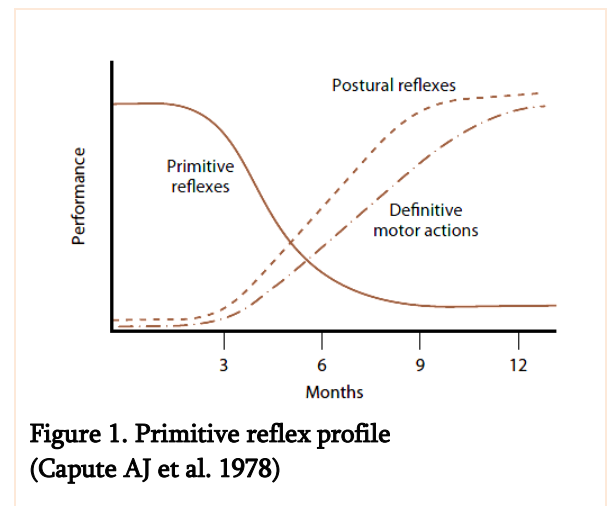 Postural reflexes
Primitive
reflexes
Definitive
motor actions
Performance
3 6 9 12
Months
Figure 1. Primitive reflex profile
(Capute AJ et al. 1978)